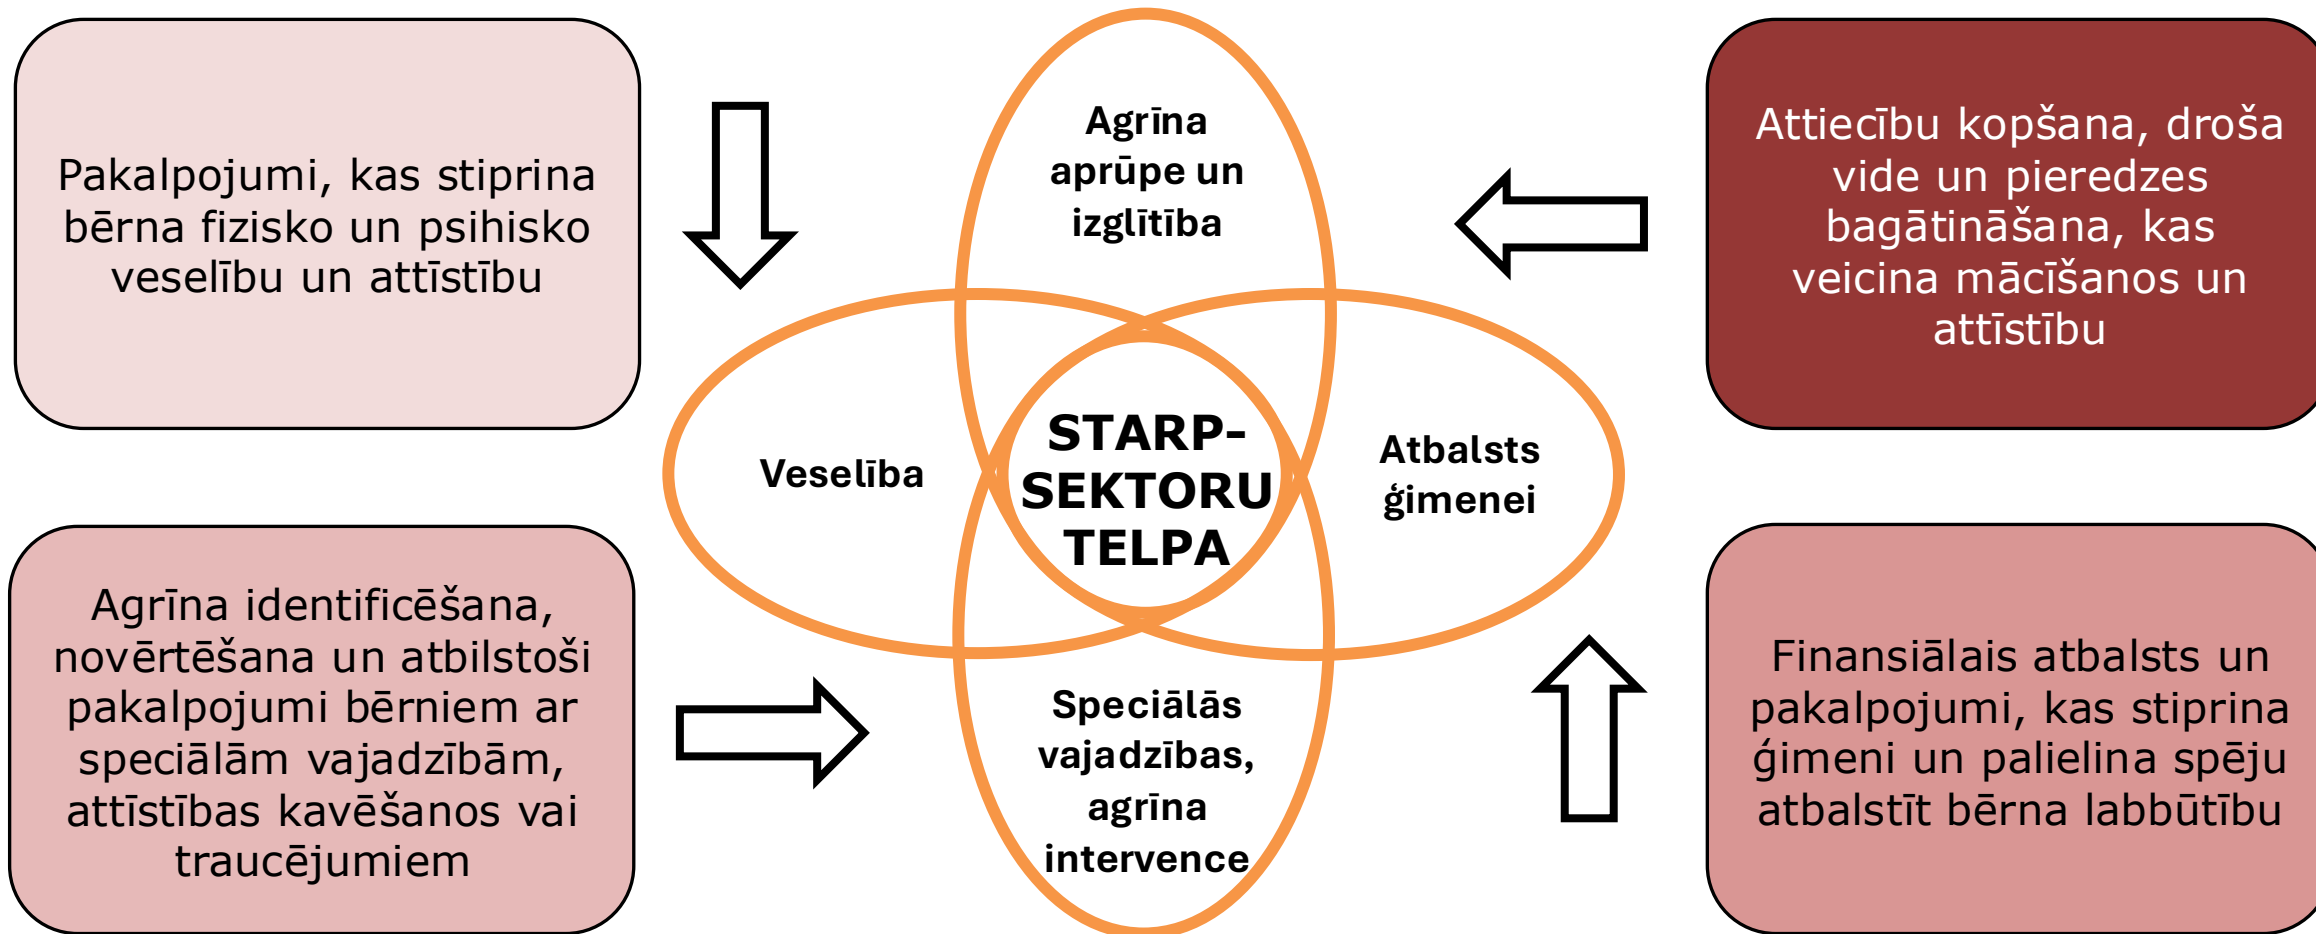 Pakalpojumi, kas stiprina
bērna fizisko un psihisko
veselību un attīstību
Agrīna
aprūpe un
izglītība
Attiecību kopšana, droša
vide un pieredzes
bagātināšana, kas
veicina mācīšanos un
attīstību
Veselība
STARP-
SEKTORU
TELPA
Atbalsts
ģimenei
Agrīna identificēšana,
novērtēšana un atbilstoši
pakalpojumi bērniem ar
speciālām vajadzībām,
attīstības kavēšanos vai
traucējumiem
Speciālās
vajadzības,
agrīna
intervence
Finansiālais atbalsts un
pakalpojumi, kas stiprina
ģimeni un palielina spēju
atbalstīt bērna labbūtību